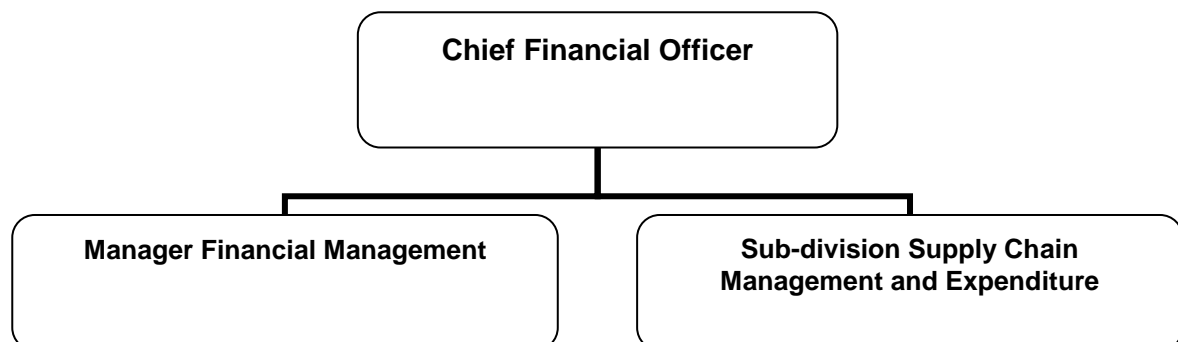 Chief Financial Officer
Manager Financial Management
Sub-division Supply Chain
Management and Expenditure